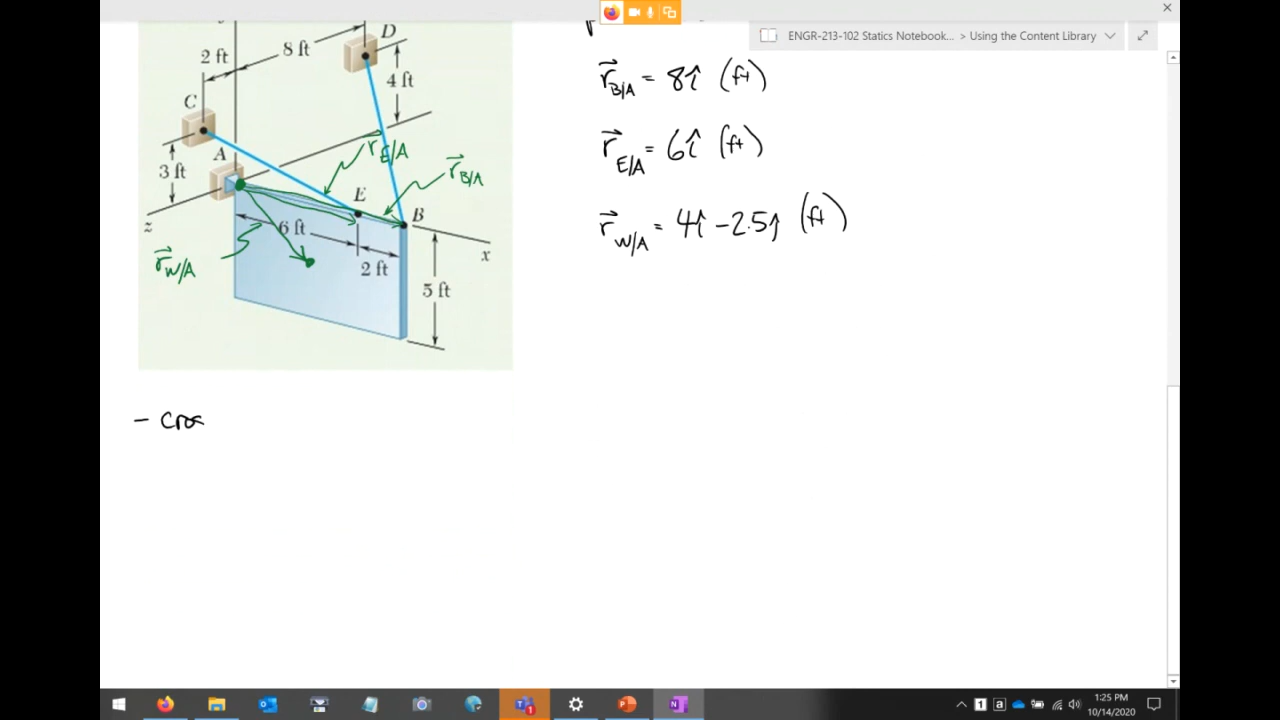 ENGR-213-102 Statics Notebook... > Using the Content Library
D
2 ft
8 ft
4 ft
C
A
3 ft
r⃗E/A
r⃗B/A
E
B
z
6 ft
x
r⃗W/A
2 ft
5 ft
r⃗B/A = 8î (ft)
r⃗E/A = 6î (ft)
r⃗W/A = 4î - 2.5ĵ (ft)
- cros
1:25 PM
10/14/2020